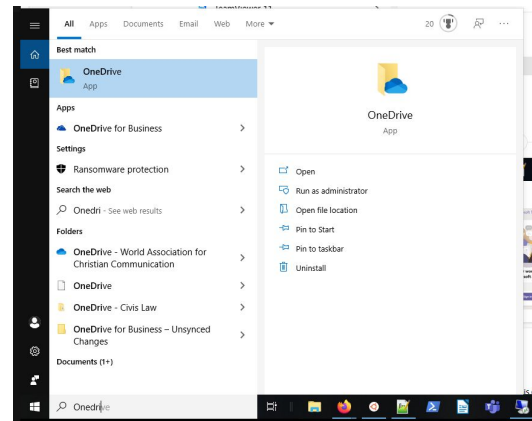 TeamViewer 11
All Apps Documents Email Web More 20
Best match
OneDrive
App
Apps
OneDrive for Business
Settings
Ransomware protection
Search the web
Onedri - See web results
Folders
OneDrive - World Association for
Christian Communication
OneDrive
OneDrive - Civis Law
OneDrive for Business – Unsynced
Changes
Documents (1+)
OneDrive
App
Open
Run as administrator
Open file location
Pin to Start
Pin to taskbar
Uninstall
Onedrive